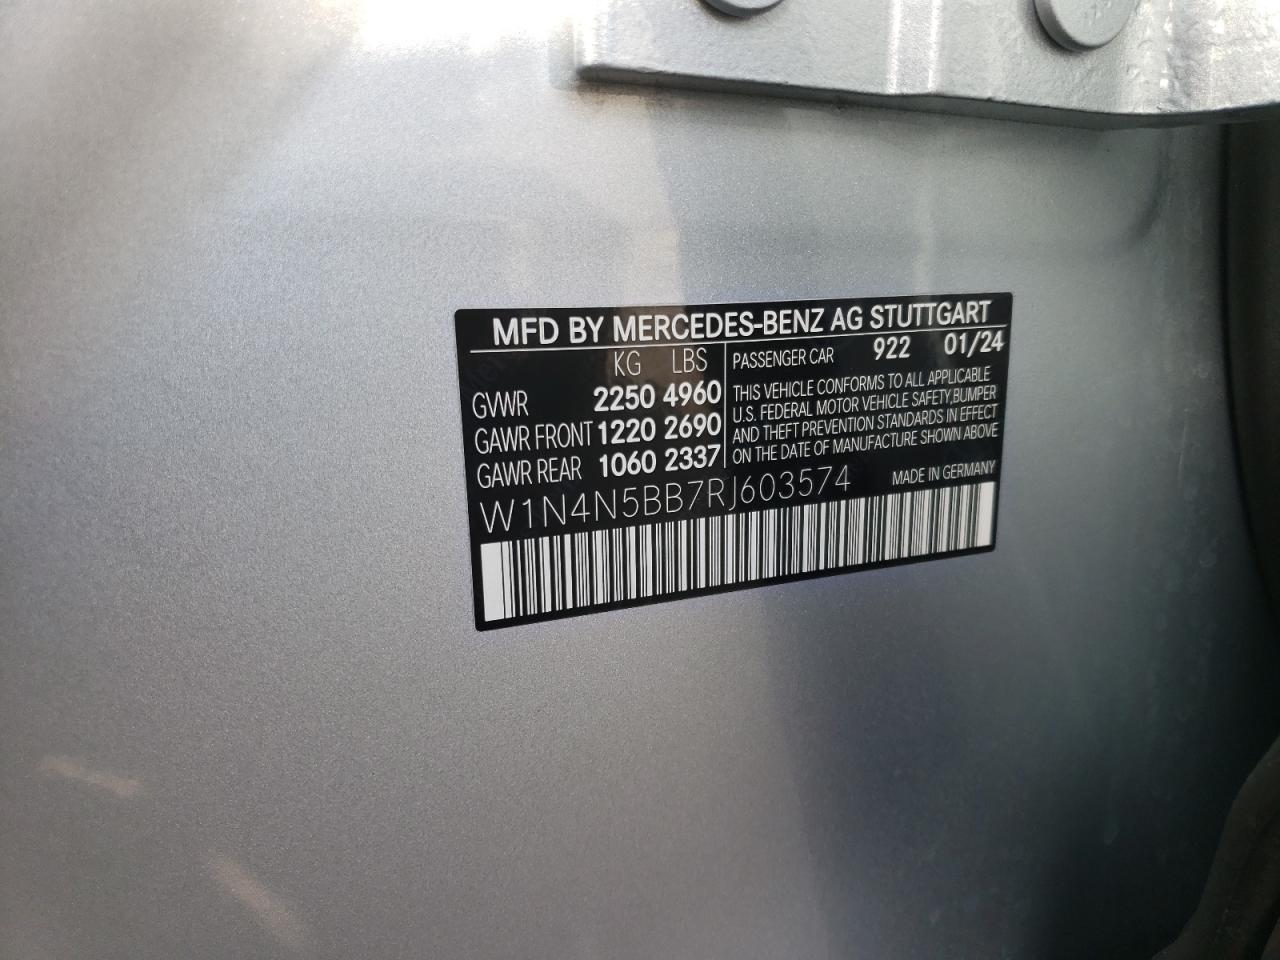 MFD BY MERCEDES-BENZ AG STUTTGART
KG LBS
GVWR 2250 4960
GAWR FRONT 1220 2690
GAWR REAR 1060 2337
PASSENGER CAR 922 01/24
THIS VEHICLE CONFORMS TO ALL APPLICABLE
U.S. FEDERAL MOTOR VEHICLE SAFETY,BUMPER
AND THEFT PREVENTION STANDARDS IN EFFECT
ON THE DATE OF MANUFACTURE SHOWN ABOVE
W1N4N5BB7RJ603574 MADE IN GERMANY